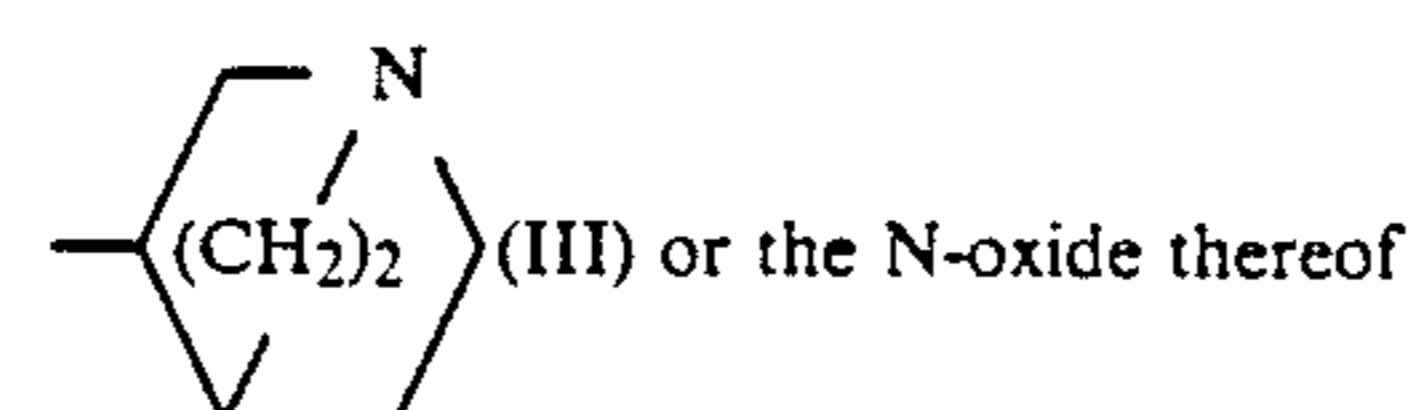 N
(CH2)2 (III) or the N-oxide thereof